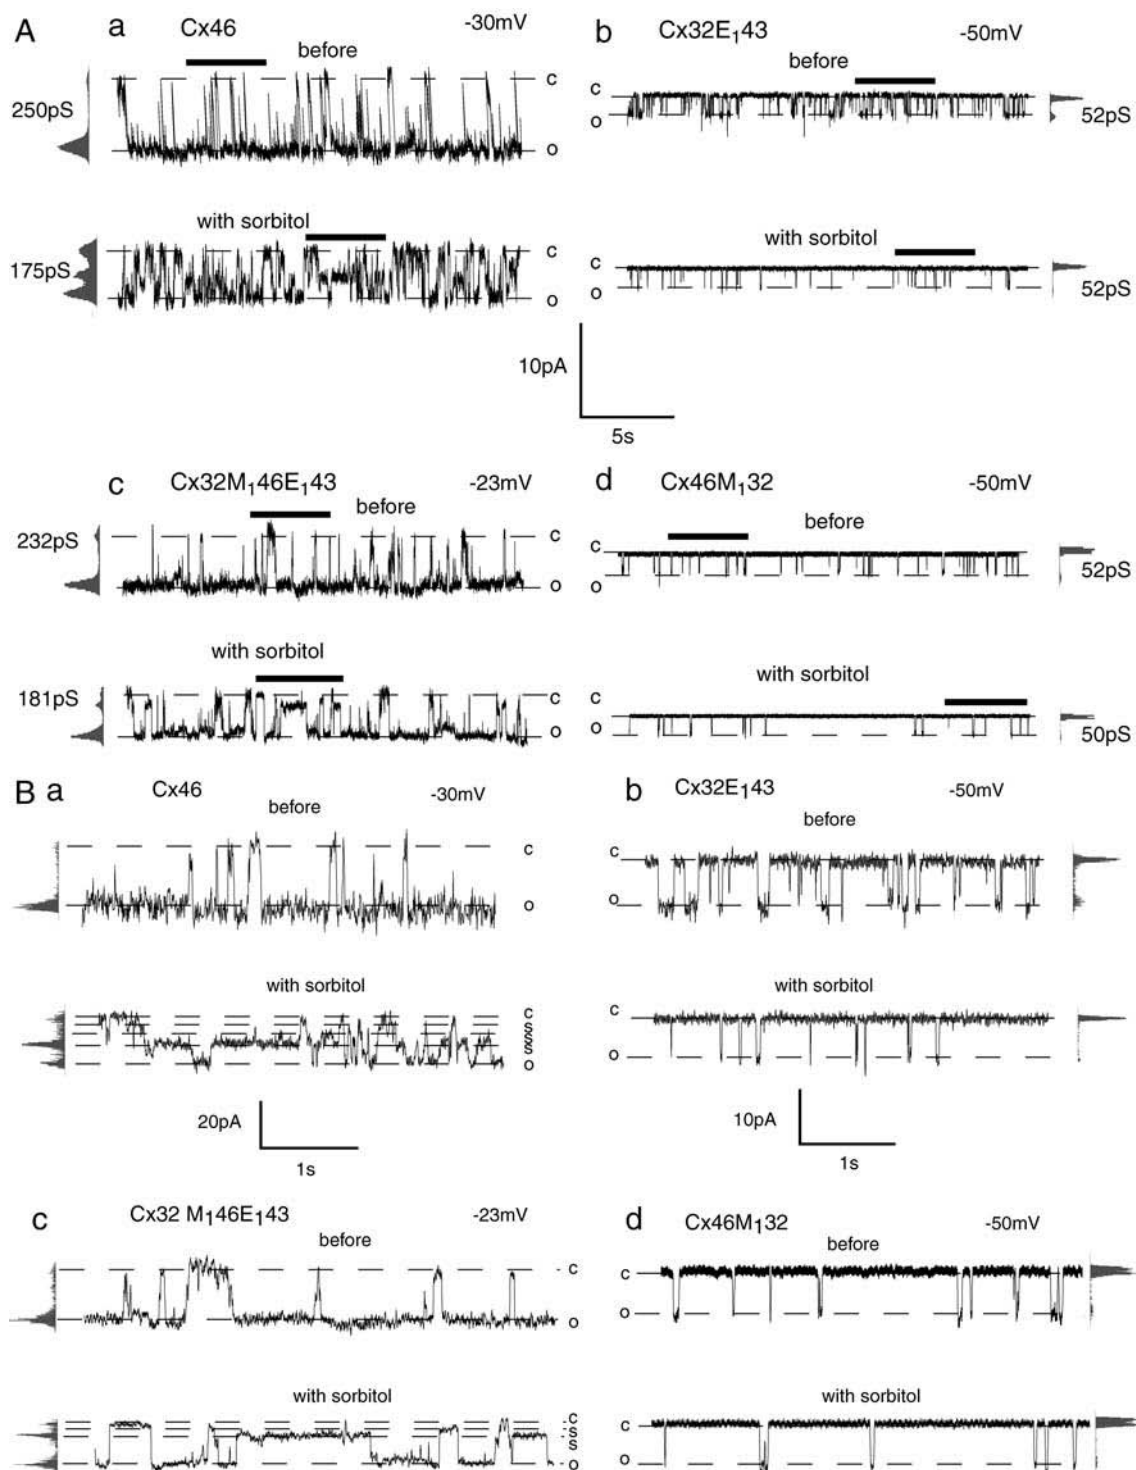 A
a
Cx46
-30mV
before
c
250pS
o
with sorbitol
c
175pS
o
b
Cx32E₁43
-50mV
before
c
o
52pS
with sorbitol
c
o
52pS
10pA
5s
c
Cx32M₁46E₁43
-23mV
before
c
232pS
o
with sorbitol
c
181pS
o
d
Cx46M₁32
-50mV
before
c
o
52pS
with sorbitol
c
o
50pS
B
a
Cx46
-30mV
before
c
o
with sorbitol
c
s
s
s
o
b
Cx32E₁43
-50mV
before
c
o
with sorbitol
c
o
20pA
1s
10pA
1s
c
Cx32 M₁46E₁43
-23mV
before
c
o
with sorbitol
c
s
s
o
d
Cx46M₁32
-50mV
before
c
o
with sorbitol
c
o